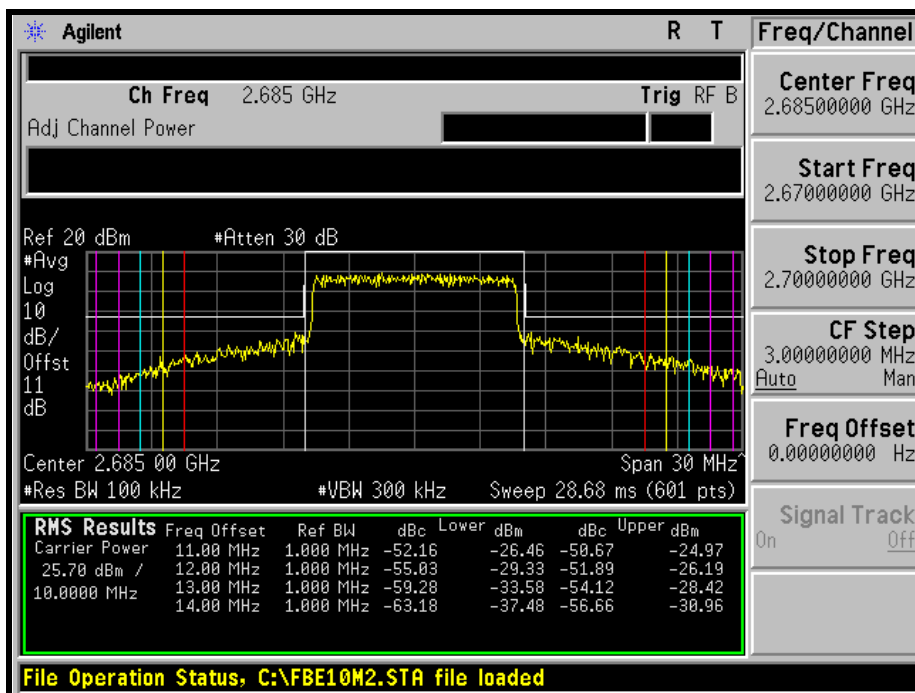 Agilent R T
Freq/Channel
Ch Freq 2.685 GHz Trig RF B
Adj Channel Power
Center Freq
2.68500000 GHz
Start Freq
2.67000000 GHz
Stop Freq
2.70000000 GHz
CF Step
3.00000000 MHz
Auto Man
Freq Offset
0.00000000 Hz
Signal Track
On Off
Ref 20 dBm #Atten 30 dB
#Avg
Log
10
dB/
Offst
11
dB
Center 2.685 00 GHz Span 30 MHz^
#Res BW 100 kHz #VBW 300 kHz Sweep 28.68 ms (601 pts)
RMS Results Freq Offset Ref BW dBc Lower dBm dBc Upper dBm
Carrier Power 11.00 MHz 1.000 MHz -52.16 -26.46 -50.67 -24.97
25.70 dBm / 12.00 MHz 1.000 MHz -55.03 -29.33 -51.89 -26.19
10.0000 MHz 13.00 MHz 1.000 MHz -59.28 -33.58 -54.12 -28.42
14.00 MHz 1.000 MHz -63.18 -37.48 -56.66 -30.96
File Operation Status, C:\FBE10M2.STA file loaded